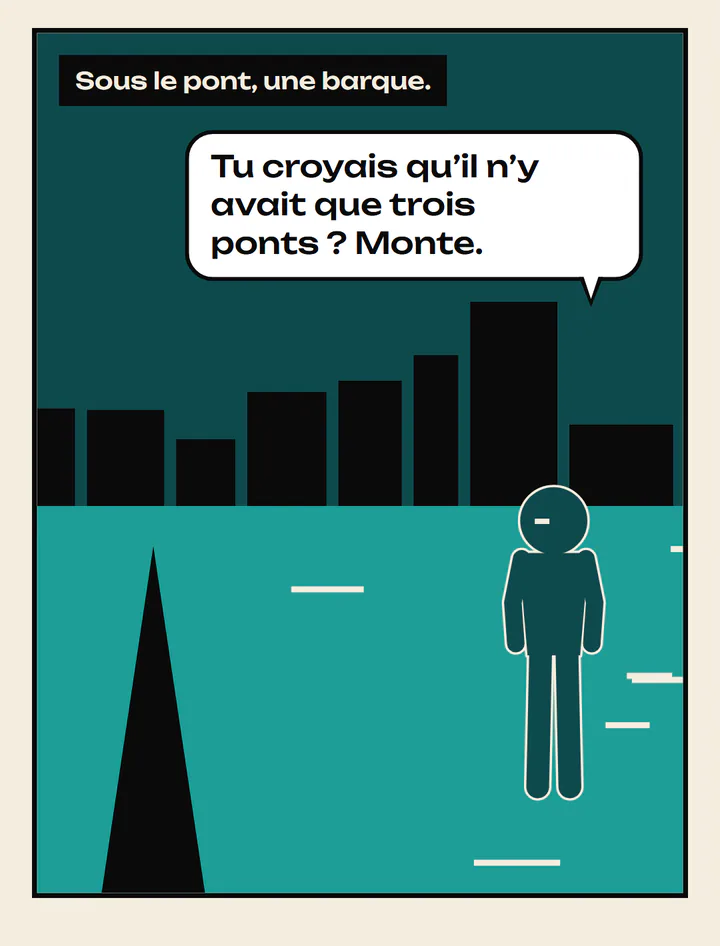 Sous le pont, une barque.
Tu croyais qu’il n’y
avait que trois
ponts ? Monte.